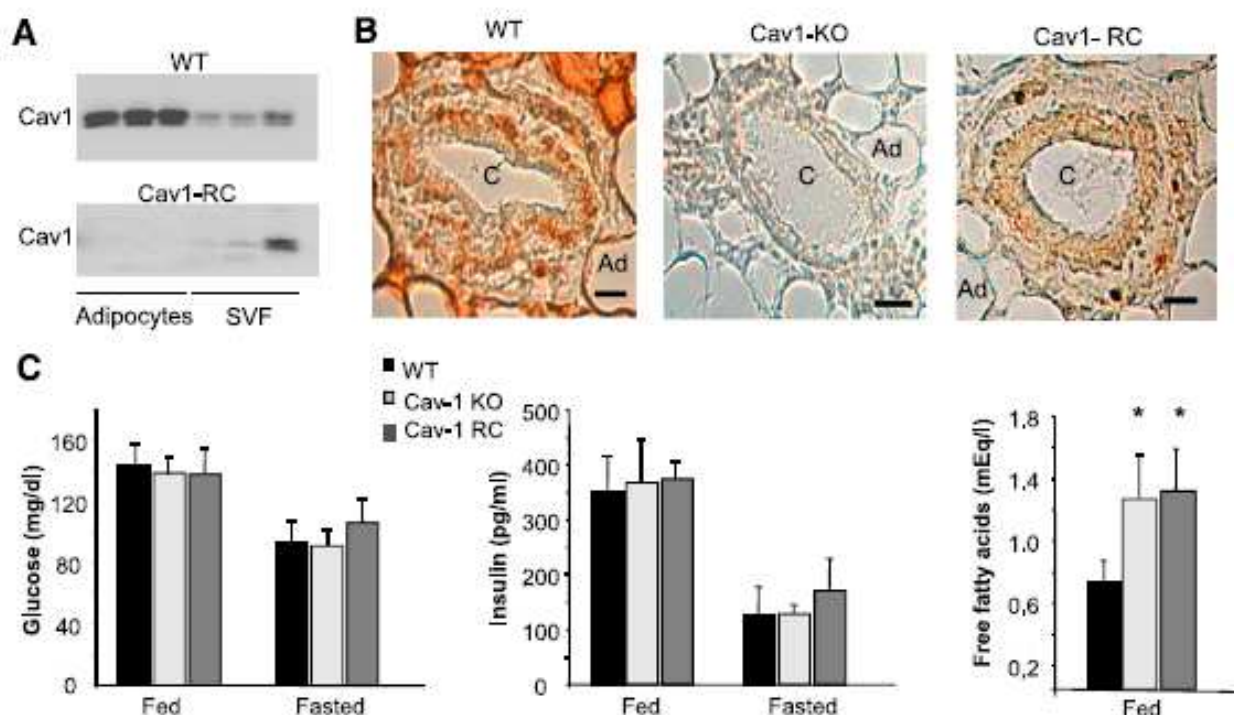 A
WT
Cav1
Cav1-RC
Cav1
Adipocytes SVF
B
WT Cav1-KO Cav1- RC
C
Ad
C
Ad
C
Ad
C
WT
Cav-1 KO
Cav-1 RC
Glucose (mg/dl)
160
120
80
40
0
Fed Fasted
Insulin (pg/ml)
500
400
300
200
100
0
Fed Fasted
Free fatty acids (mEq/l)
1,8
1.4
1.0
0,6
0,2
* *
Fed